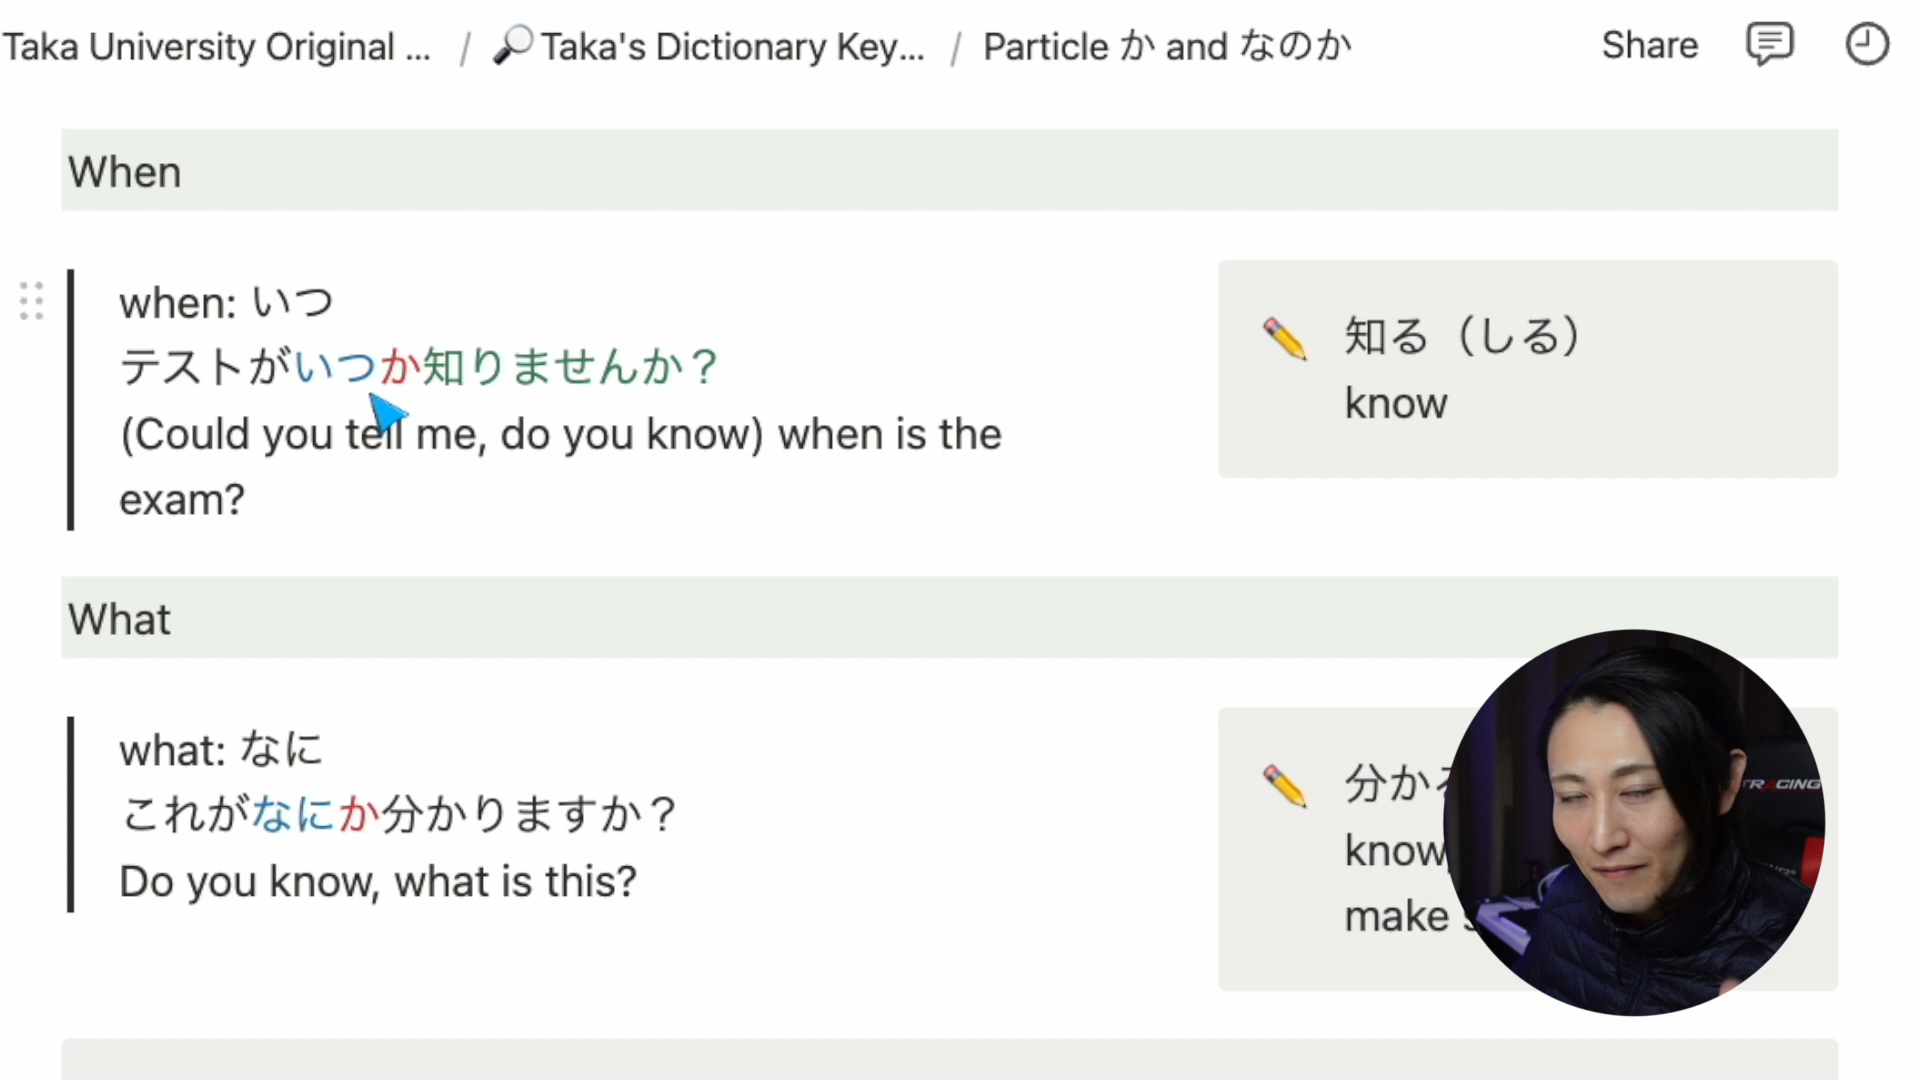 Taka University Original ... / Taka's Dictionary Key... / Particle か and なのか
Share
When
when: いつ
テストがいつか知りませんか？
(Could you tell me, do you know) when is the
exam?
知る（しる）
know
What
what: なに
これがなにか分かりますか？
Do you know, what is this?
分か
know
make